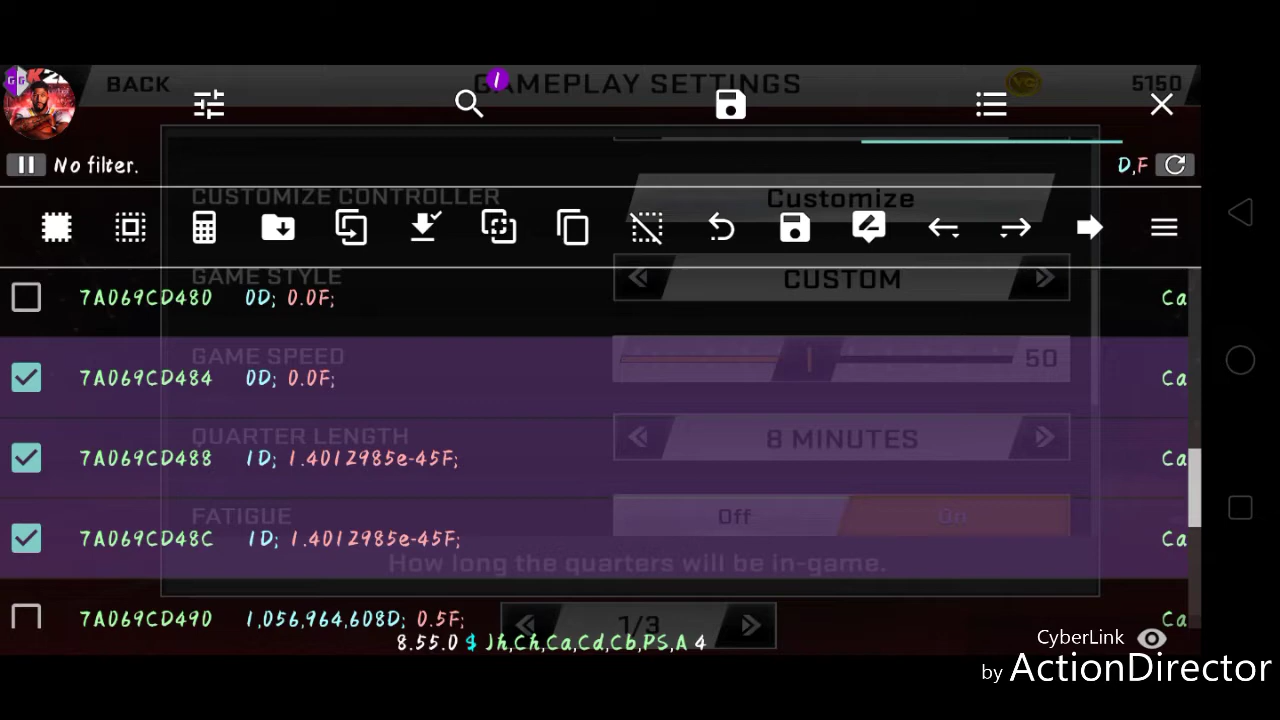 BACK
GAMEPLAY SETTINGS
VC
5150
No filter.
D,F
CUSTOMIZE CONTROLLER
Customize
GAME STYLE
CUSTOM
7A069CD480 0D; 0.0F;
Ca
GAME SPEED
50
7A069CD484 0D; 0.0F;
Ca
QUARTER LENGTH
8 MINUTES
7A069CD488 1D; 1.4012985e-45F;
Ca
FATIGUE
Off
On
7A069CD48C 1D; 1.4012985e-45F;
Ca
How long the quarters will be in-game.
7A069CD490 1,056,964,608D; 0.5F;
Ca
1/3
8.55.0 $ Jh,Ch,Ca,Cd,Cb,PS,A 4
CyberLink
by ActionDirector